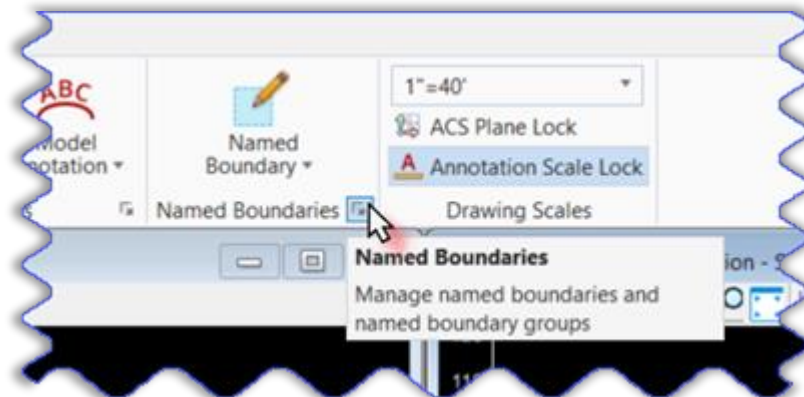 ABC
Model
notation
Named
Boundary
1"=40'
ACS Plane Lock
A
Annotation Scale Lock
s
Named Boundaries
Drawing Scales
Named Boundaries
Manage named boundaries and
named boundary groups
ion - S